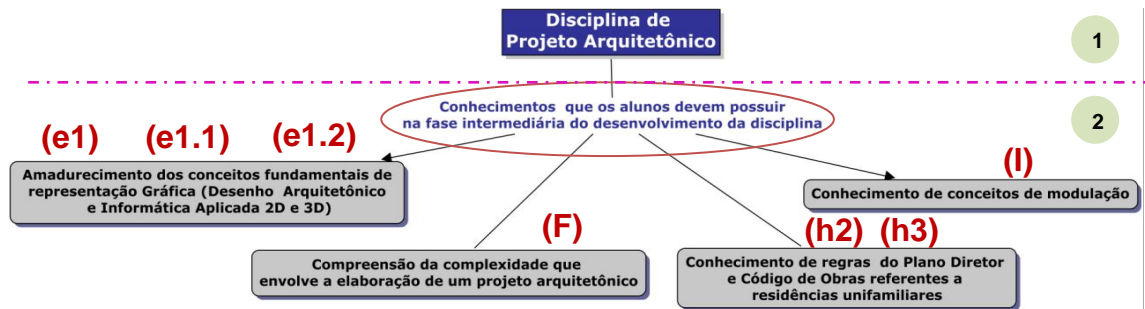 Disciplina de
Projeto Arquitetônico
1
Conhecimentos que os alunos devem possuir
na fase intermediária do desenvolvimento da disciplina
2
(e1) (e1.1) (e1.2)
Amadurecimento dos conceitos fundamentais de
representação Gráfica (Desenho Arquitetônico
e Informática Aplicada 2D e 3D)
(I)
Conhecimento de conceitos de modulação
(F)
Compreensão da complexidade que
envolve a elaboração de um projeto arquitetônico
(h2) (h3)
Conhecimento de regras do Plano Diretor
e Código de Obras referentes a
residências unifamiliares